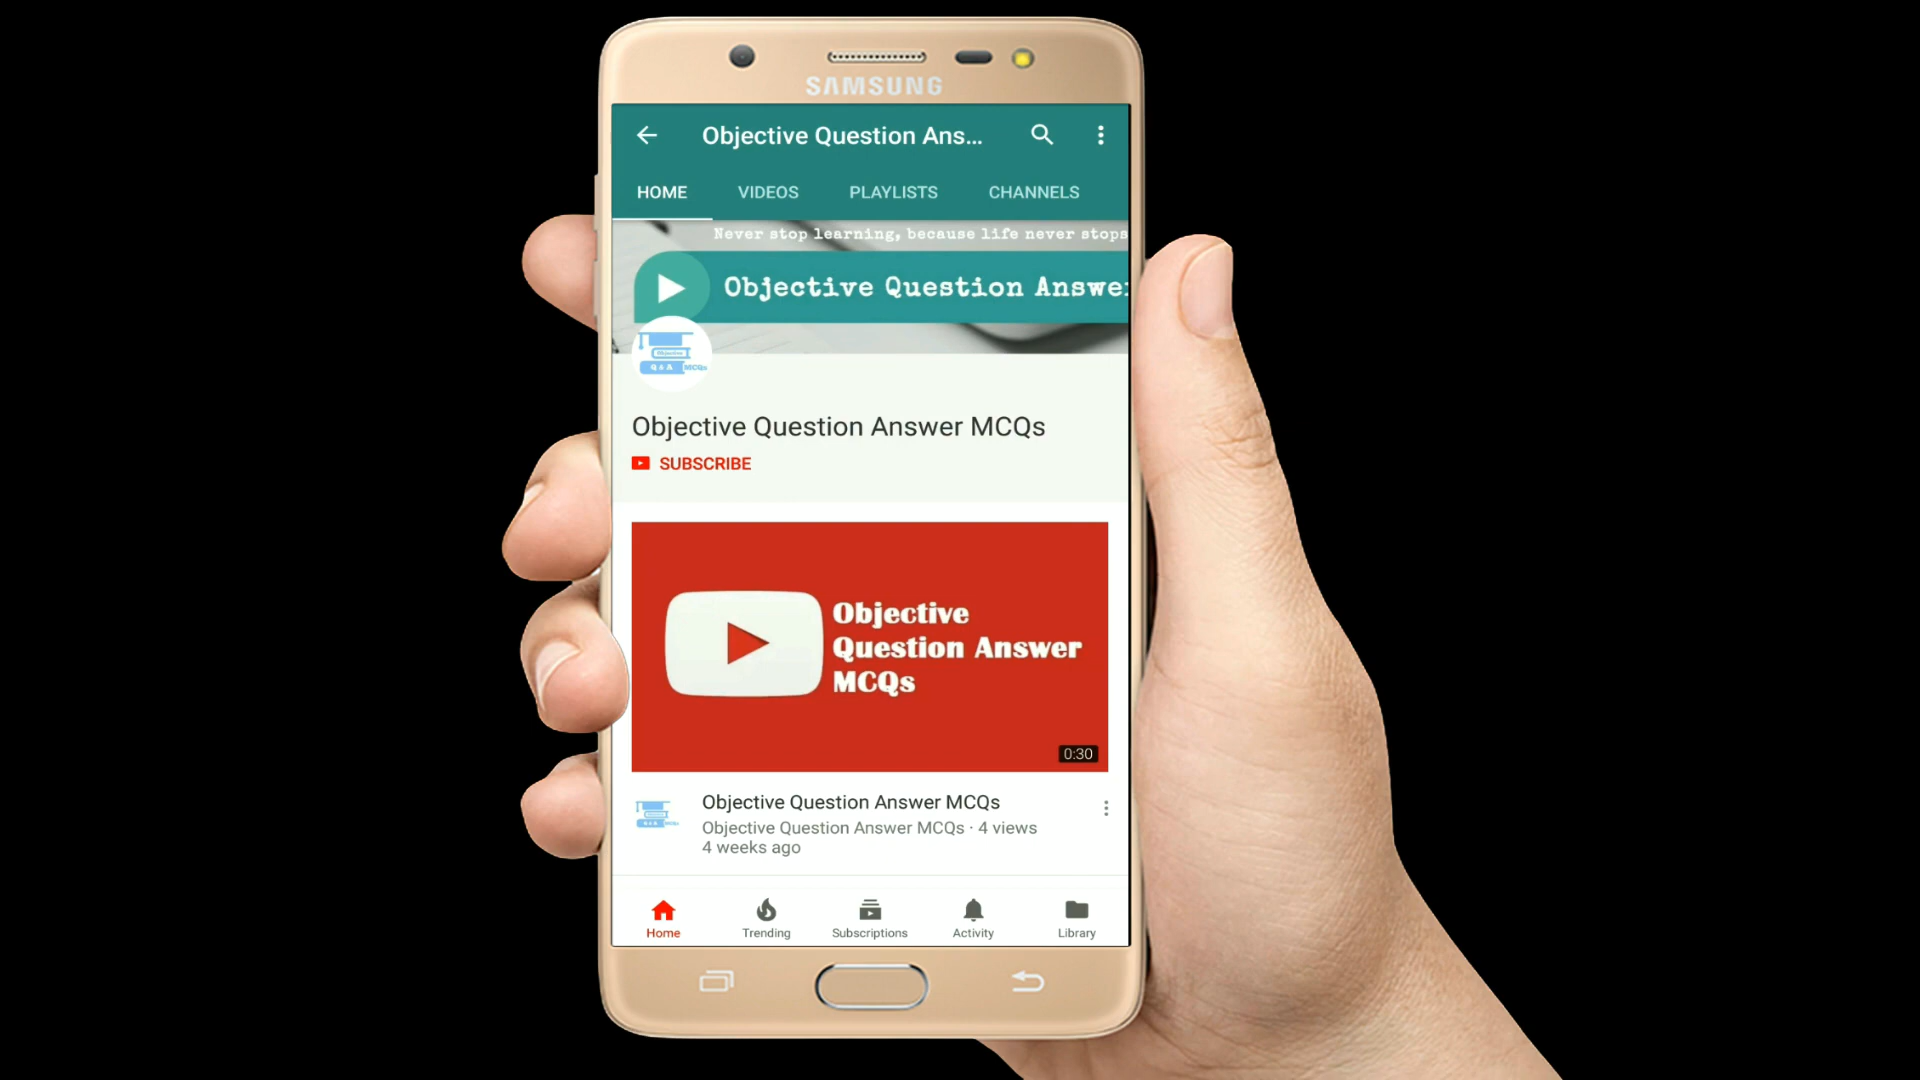 SAMSUNG
Objective Question Ans...
HOME VIDEOS PLAYLISTS CHANNELS
Never stop learning, because life never stops
Objective Question Answe
Objective
Q & A MCQs
Objective Question Answer MCQs
SUBSCRIBE
Objective
Question Answer
MCQs
0:30
Objective Question Answer MCQs
Objective Question Answer MCQs · 4 views
4 weeks ago
Home Trending Subscriptions Activity Library